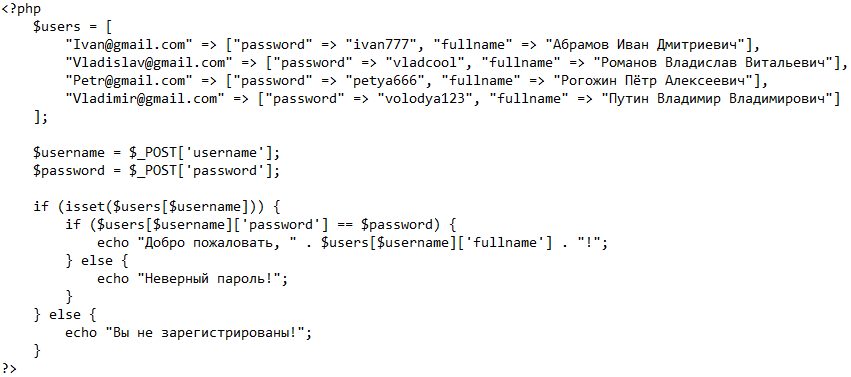 <?php
    $users = [
        "Ivan@gmail.com" => ["password" => "ivan777", "fullname" => "Абрамов Иван Дмитриевич"],
        "Vladislav@gmail.com" => ["password" => "vladcool", "fullname" => "Романов Владислав Витальевич"],
        "Petr@gmail.com" => ["password" => "petya666", "fullname" => "Рогожин Пётр Алексеевич"],
        "Vladimir@gmail.com" => ["password" => "volodya123", "fullname" => "Путин Владимир Владимирович"]
    ];

    $username = $_POST['username'];
    $password = $_POST['password'];

    if (isset($users[$username])) {
        if ($users[$username]['password'] == $password) {
            echo "Добро пожаловать, " . $users[$username]['fullname'] . "!";
        } else {
            echo "Неверный пароль!";
        }
    } else {
        echo "Вы не зарегистрированы!";
    }
?>